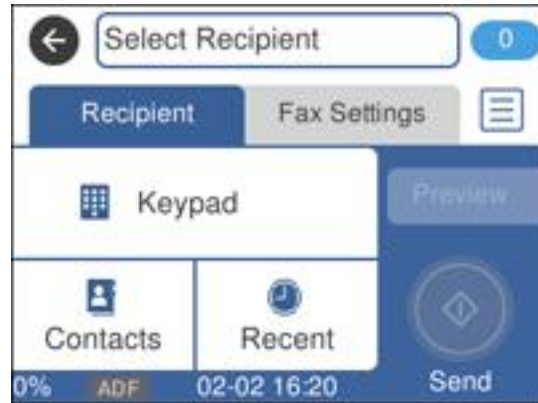 Select Recipient
0
Recipient
Fax Settings
Keypad
Preview
Contacts
Recent
0%
ADF
02-02 16:20
Send